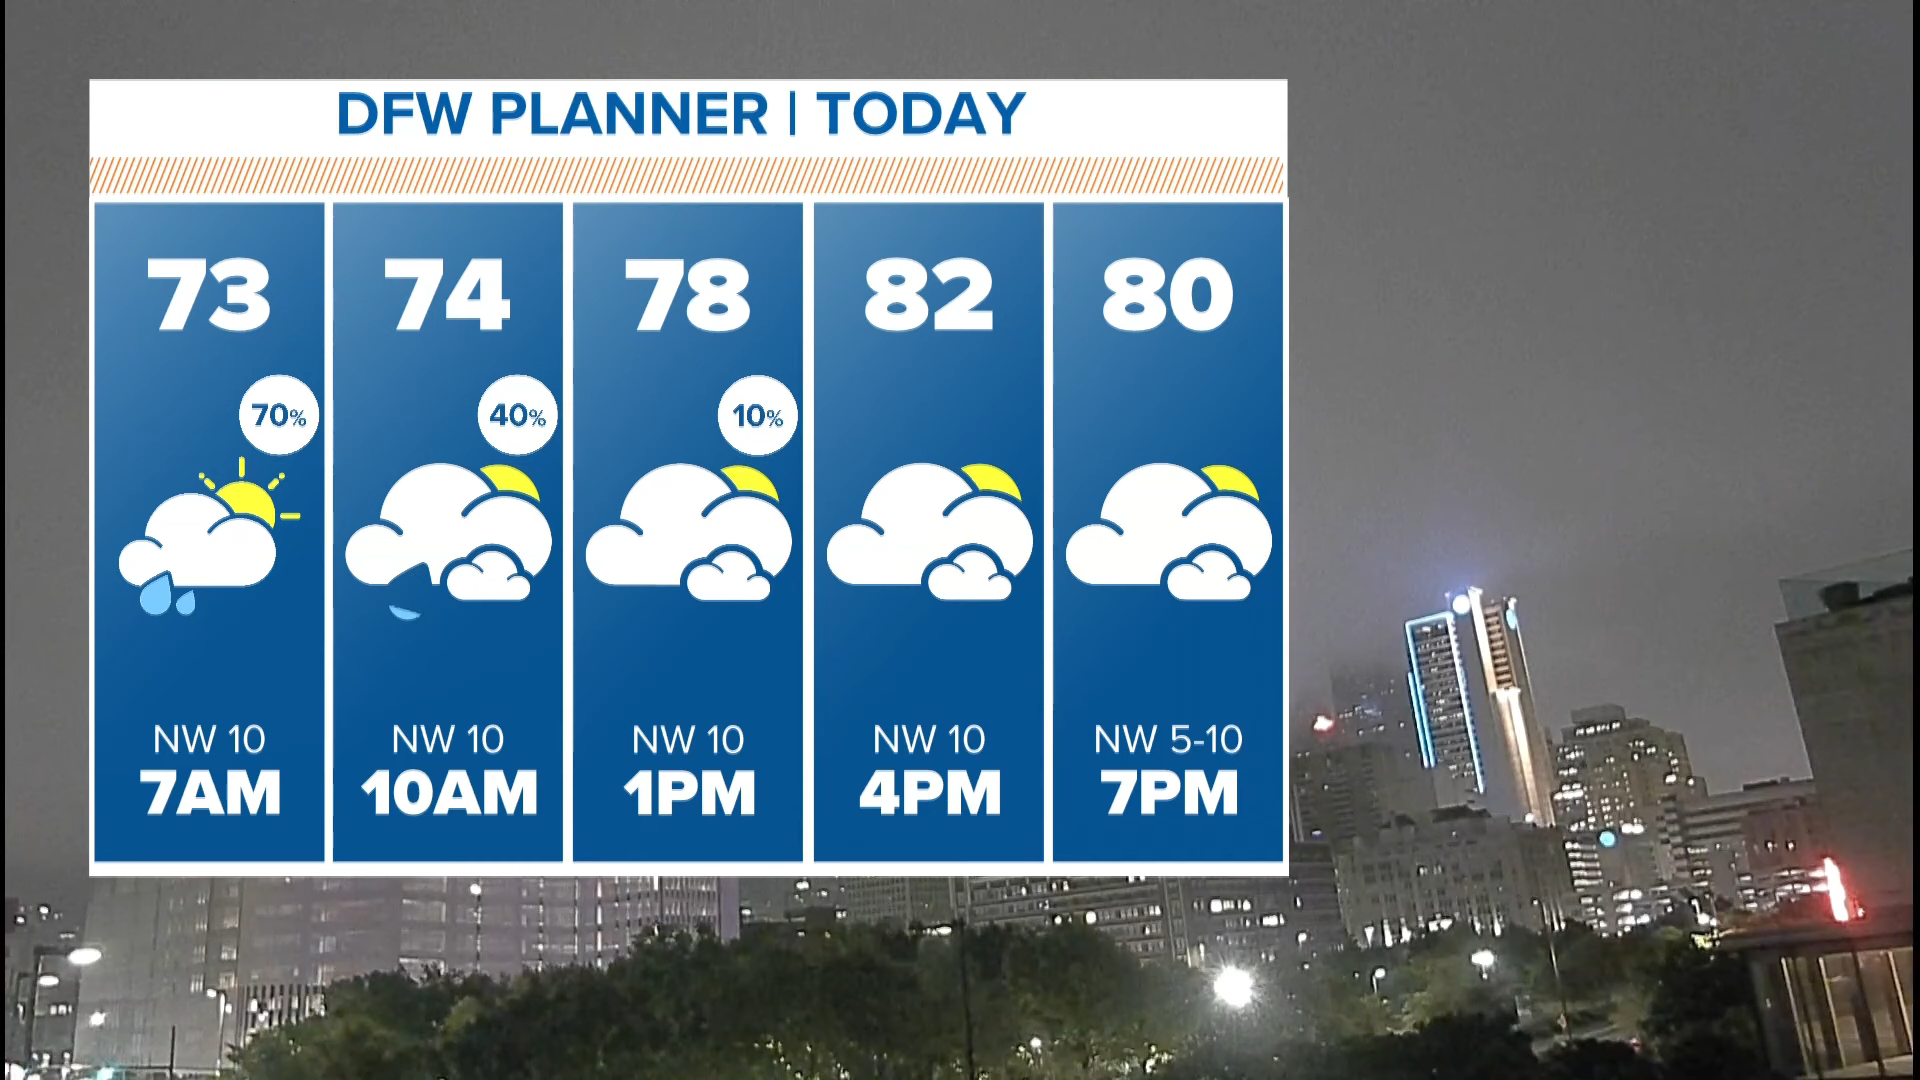 DFW PLANNER | TODAY
73 74 78 82 80
70% 40% 10%
NW 10 NW 10 NW 10 NW 10 NW 5-10
7AM 10AM 1PM 4PM 7PM